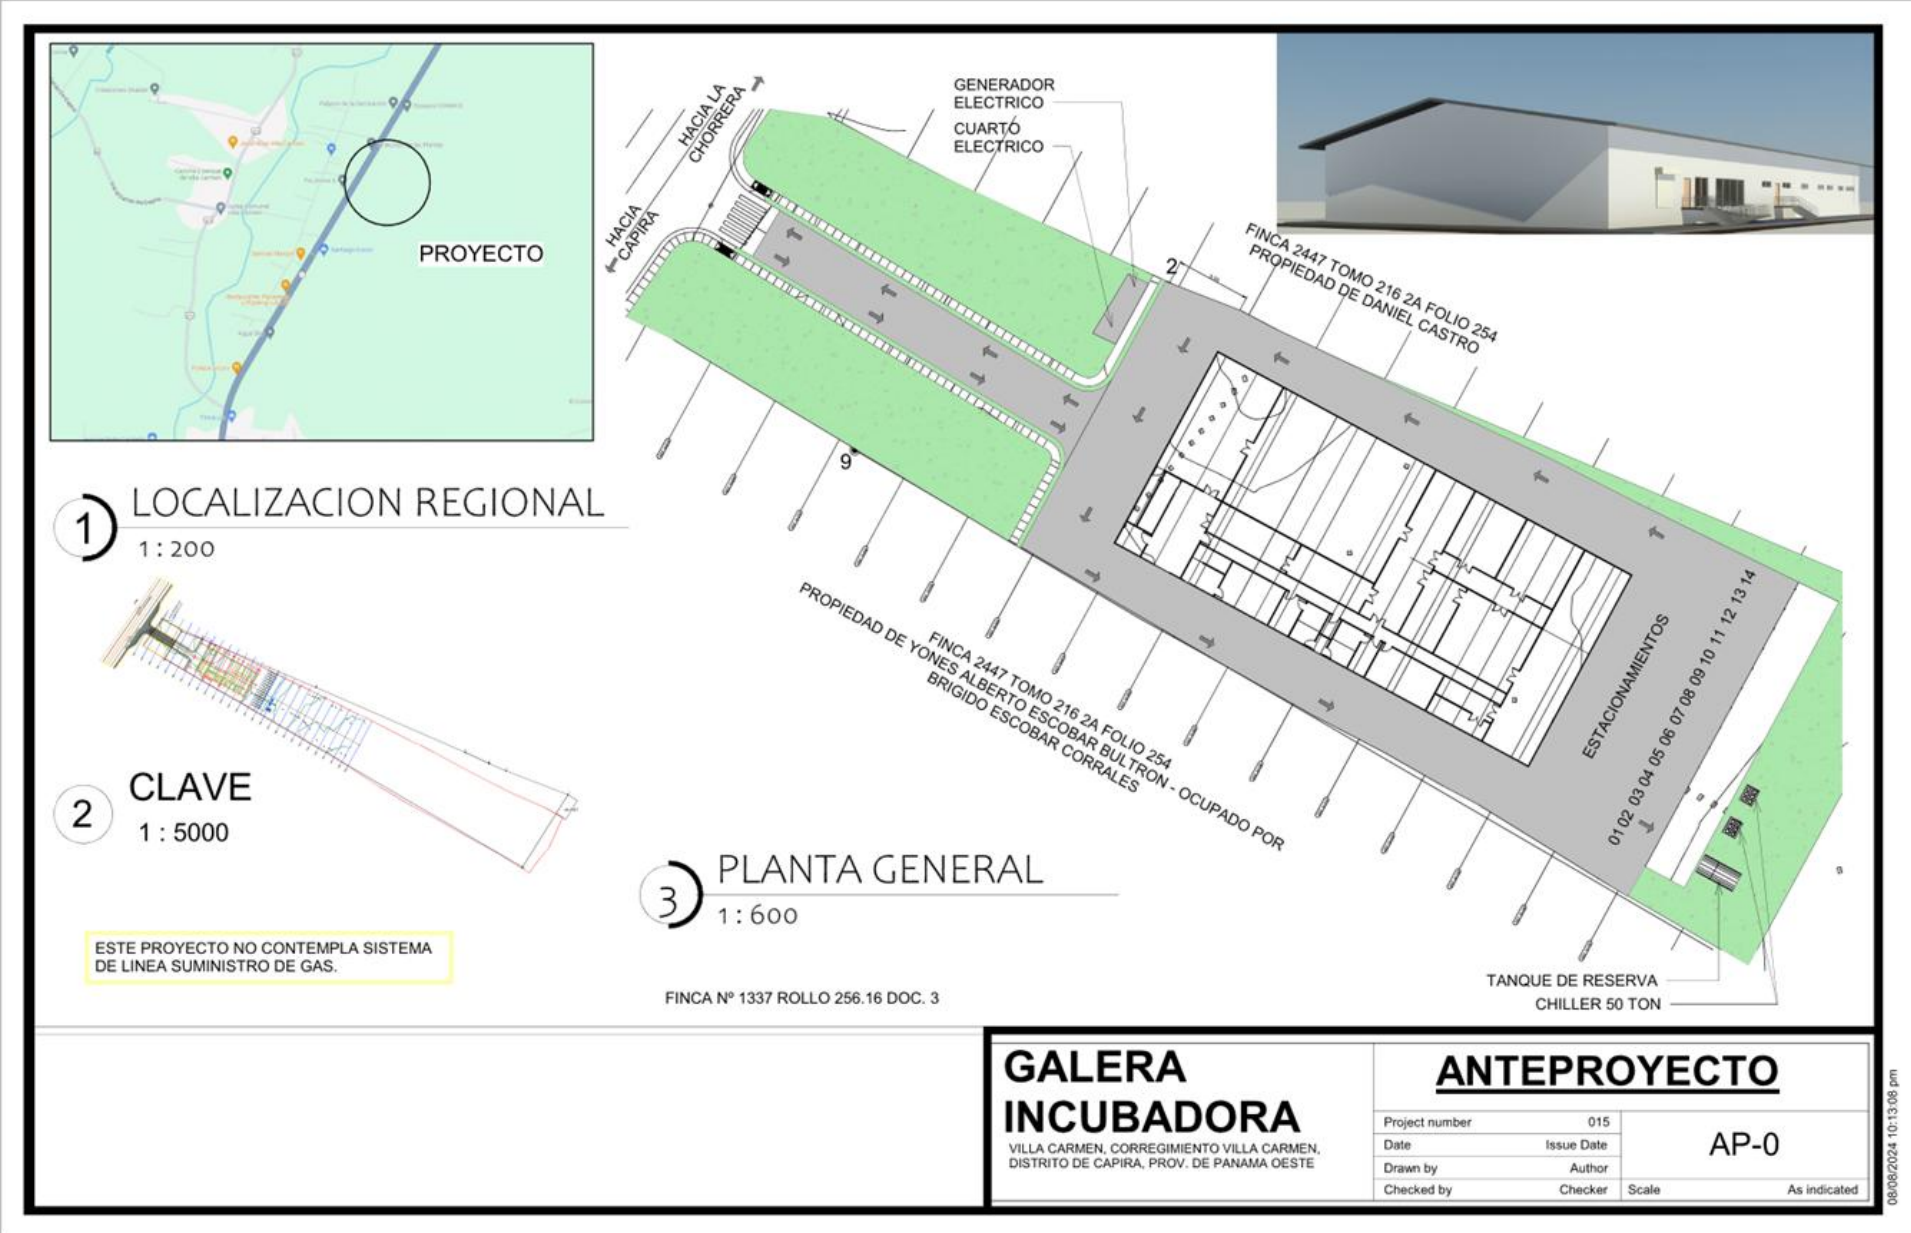 PROYECTO
1
LOCALIZACION REGIONAL
1 : 200
2
CLAVE
1 : 5000
ESTE PROYECTO NO CONTEMPLA SISTEMA
DE LINEA SUMINISTRO DE GAS.
HACIA LA
CHORRERA
HACIA
CAPIRA
GENERADOR
ELECTRICO
CUARTO
ELECTRICO
2
9
FINCA 2447 TOMO 216 2A FOLIO 254
PROPIEDAD DE DANIEL CASTRO
FINCA 2447 TOMO 216 2A FOLIO 254
PROPIEDAD DE YONES ALBERTO ESCOBAR BULTRON - OCUPADO POR
BRIGIDO ESCOBAR CORRALES
ESTACIONAMIENTOS
01 02 03 04 05 06 07 08 09 10 11 12 13 14
TANQUE DE RESERVA
CHILLER 50 TON
3
PLANTA GENERAL
1 : 600
FINCA Nº 1337 ROLLO 256.16 DOC. 3
GALERA
INCUBADORA
VILLA CARMEN, CORREGIMIENTO VILLA CARMEN,
DISTRITO DE CAPIRA, PROV. DE PANAMA OESTE
ANTEPROYECTO
Project number 015
Date Issue Date
Drawn by Author
Checked by Checker
AP-0
Scale As indicated
08/08/2024 10:13:08 pm